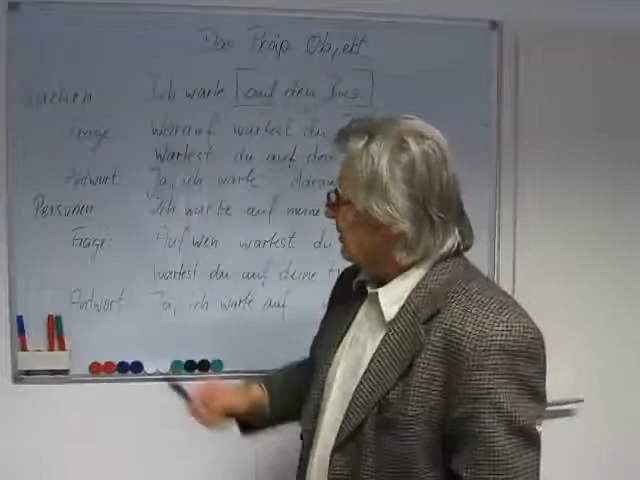 Das Präp Objekt
Sachen Ich warte auf den Bus
Frage Worauf wartest du
Wartest du auf den
Antwort: Ja, ich warte darau
Personen Ich warte auf meine
Frage: Auf wen wartest du
Wartest du auf deine
Antwort Ja, ich warte auf